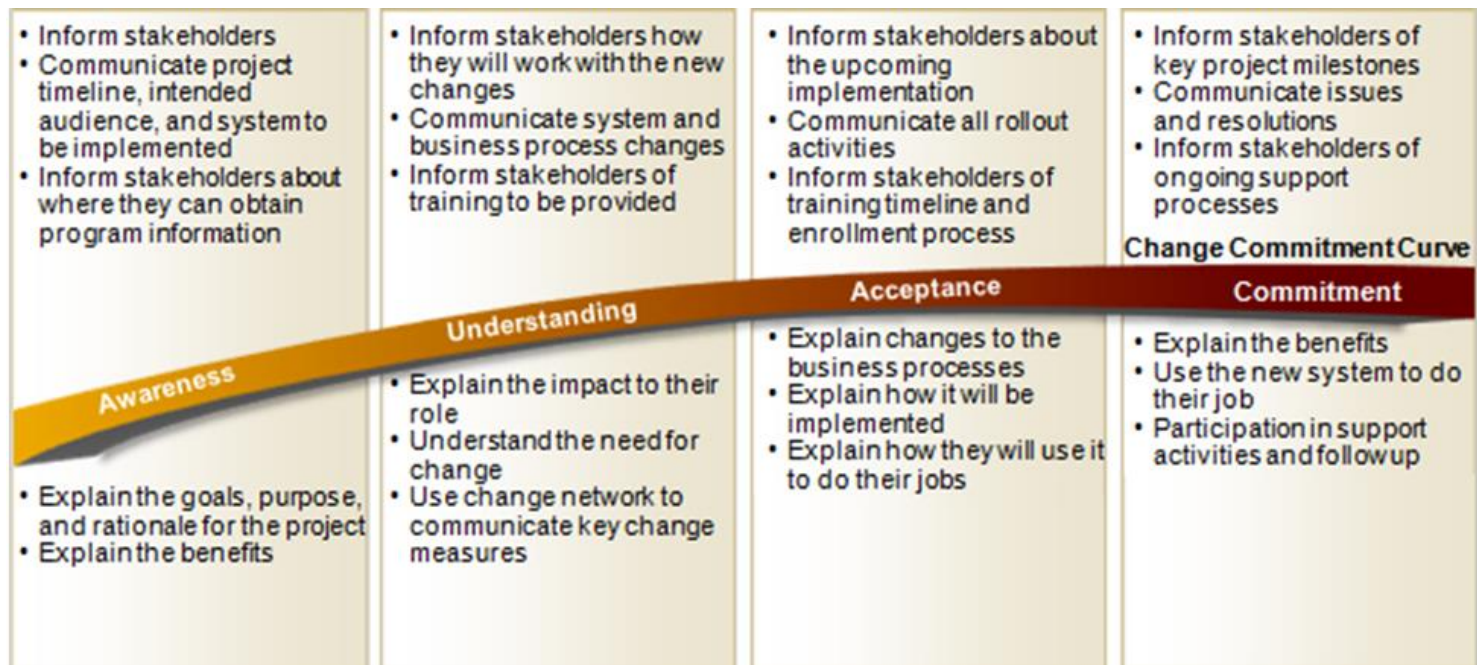 • Inform stakeholders
• Communicate project
timeline, intended
audience, and system to
be implemented
• Inform stakeholders about
where they can obtain
program information
• Inform stakeholders how
they will work with the new
changes
• Communicate system and
business process changes
• Inform stakeholders of
training to be provided
• Inform stakeholders about
the upcoming
implementation
• Communicate all rollout
activities
• Inform stakeholders of
training timeline and
enrollment process
• Inform stakeholders of
key project milestones
• Communicate issues
and resolutions
• Inform stakeholders of
ongoing support
processes
Change Commitment Curve
Awareness
Understanding
Acceptance
Commitment
• Explain the goals, purpose,
and rationale for the project
• Explain the benefits
• Explain the impact to their
role
• Understand the need for
change
• Use change network to
communicate key change
measures
• Explain changes to the
business processes
• Explain how it will be
implemented
• Explain how they will use it
to do their jobs
• Explain the benefits
• Use the new system to do
their job
• Participation in support
activities and followup